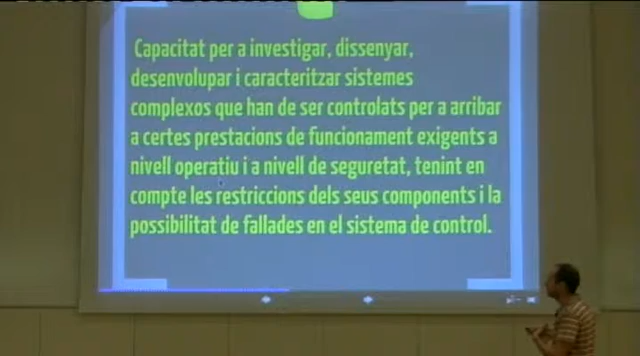 Capacitat per a investigar, dissenyar,
desenvolupar i caracteritzar sistemes
complexos que han de ser controlats per a arribar
a certes prestacions de funcionament exigents a
nivell operatiu i a nivell de seguretat, tenint en
compte les restriccions dels seus components i la
possibilitat de fallades en el sistema de control.